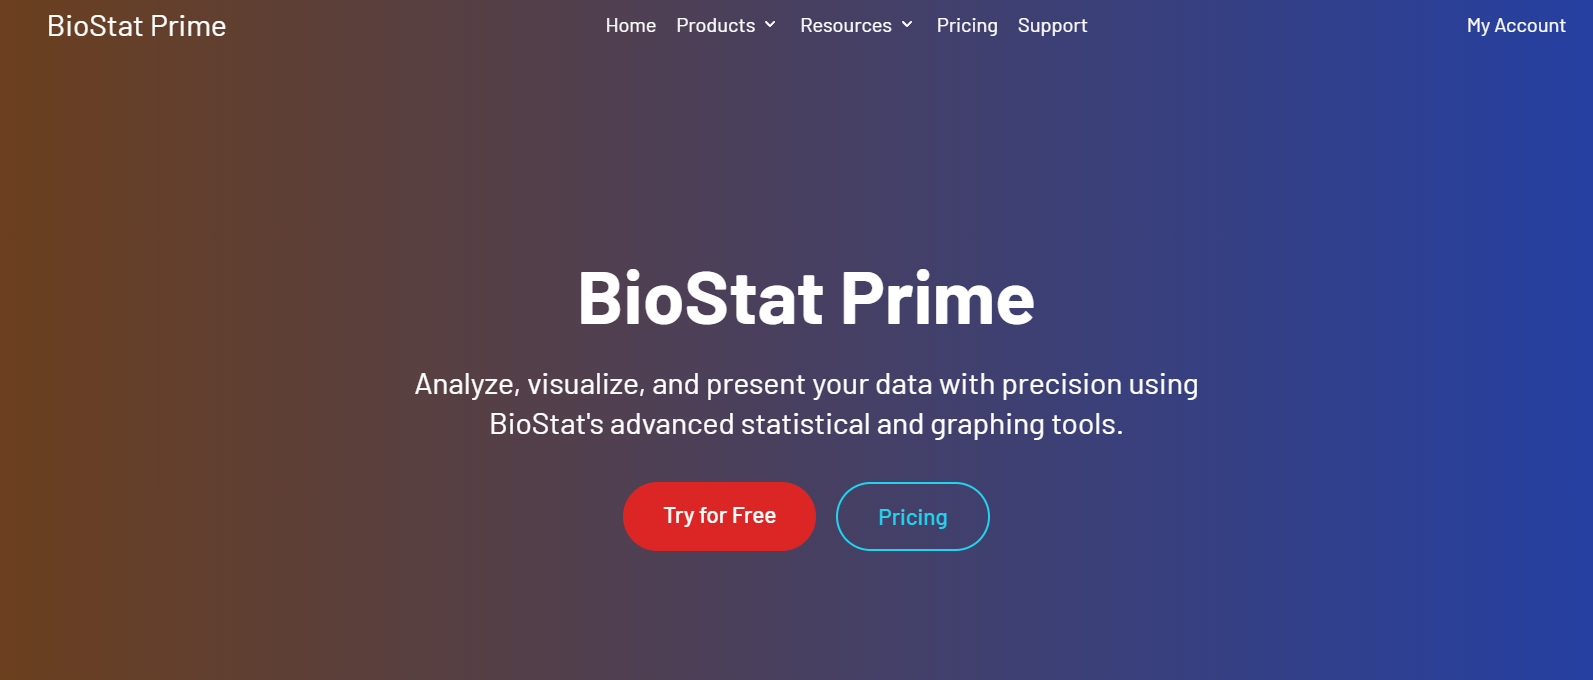 BioStat Prime
Home Products Resources Pricing Support
My Account
BioStat Prime
Analyze, visualize, and present your data with precision using
BioStat's advanced statistical and graphing tools.
Try for Free
Pricing